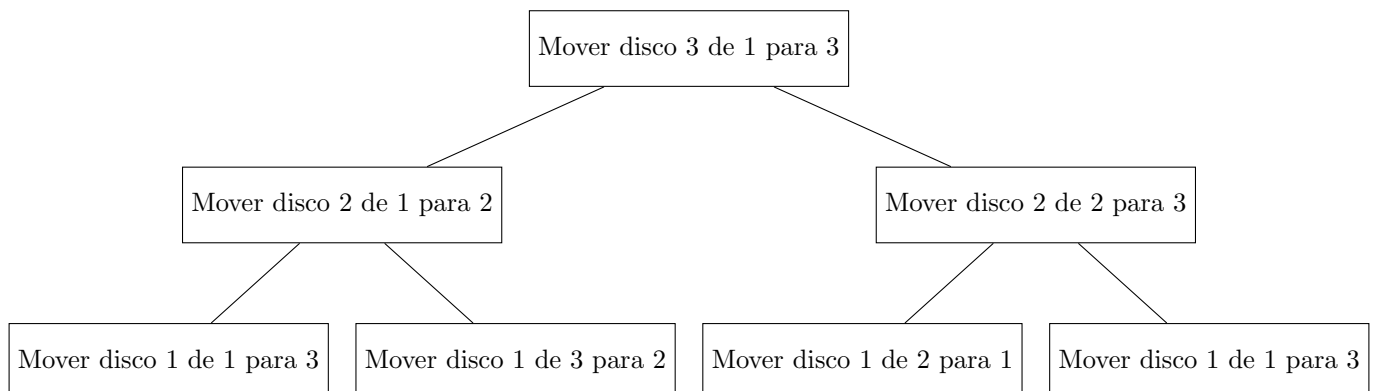 Mover disco 3 de 1 para 3
Mover disco 2 de 1 para 2
Mover disco 2 de 2 para 3
Mover disco 1 de 1 para 3
Mover disco 1 de 3 para 2
Mover disco 1 de 2 para 1
Mover disco 1 de 1 para 3